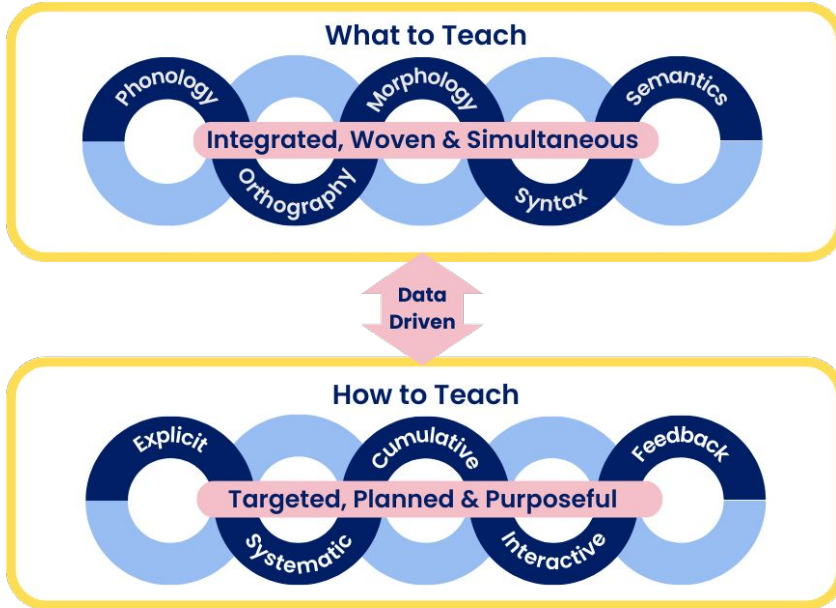 What to Teach
Phonology
Morphology
Semantics
Integrated, Woven & Simultaneous
Orthography
Syntax
Data
Driven
How to Teach
Explicit
Cumulative
Feedback
Targeted, Planned & Purposeful
Systematic
Interactive